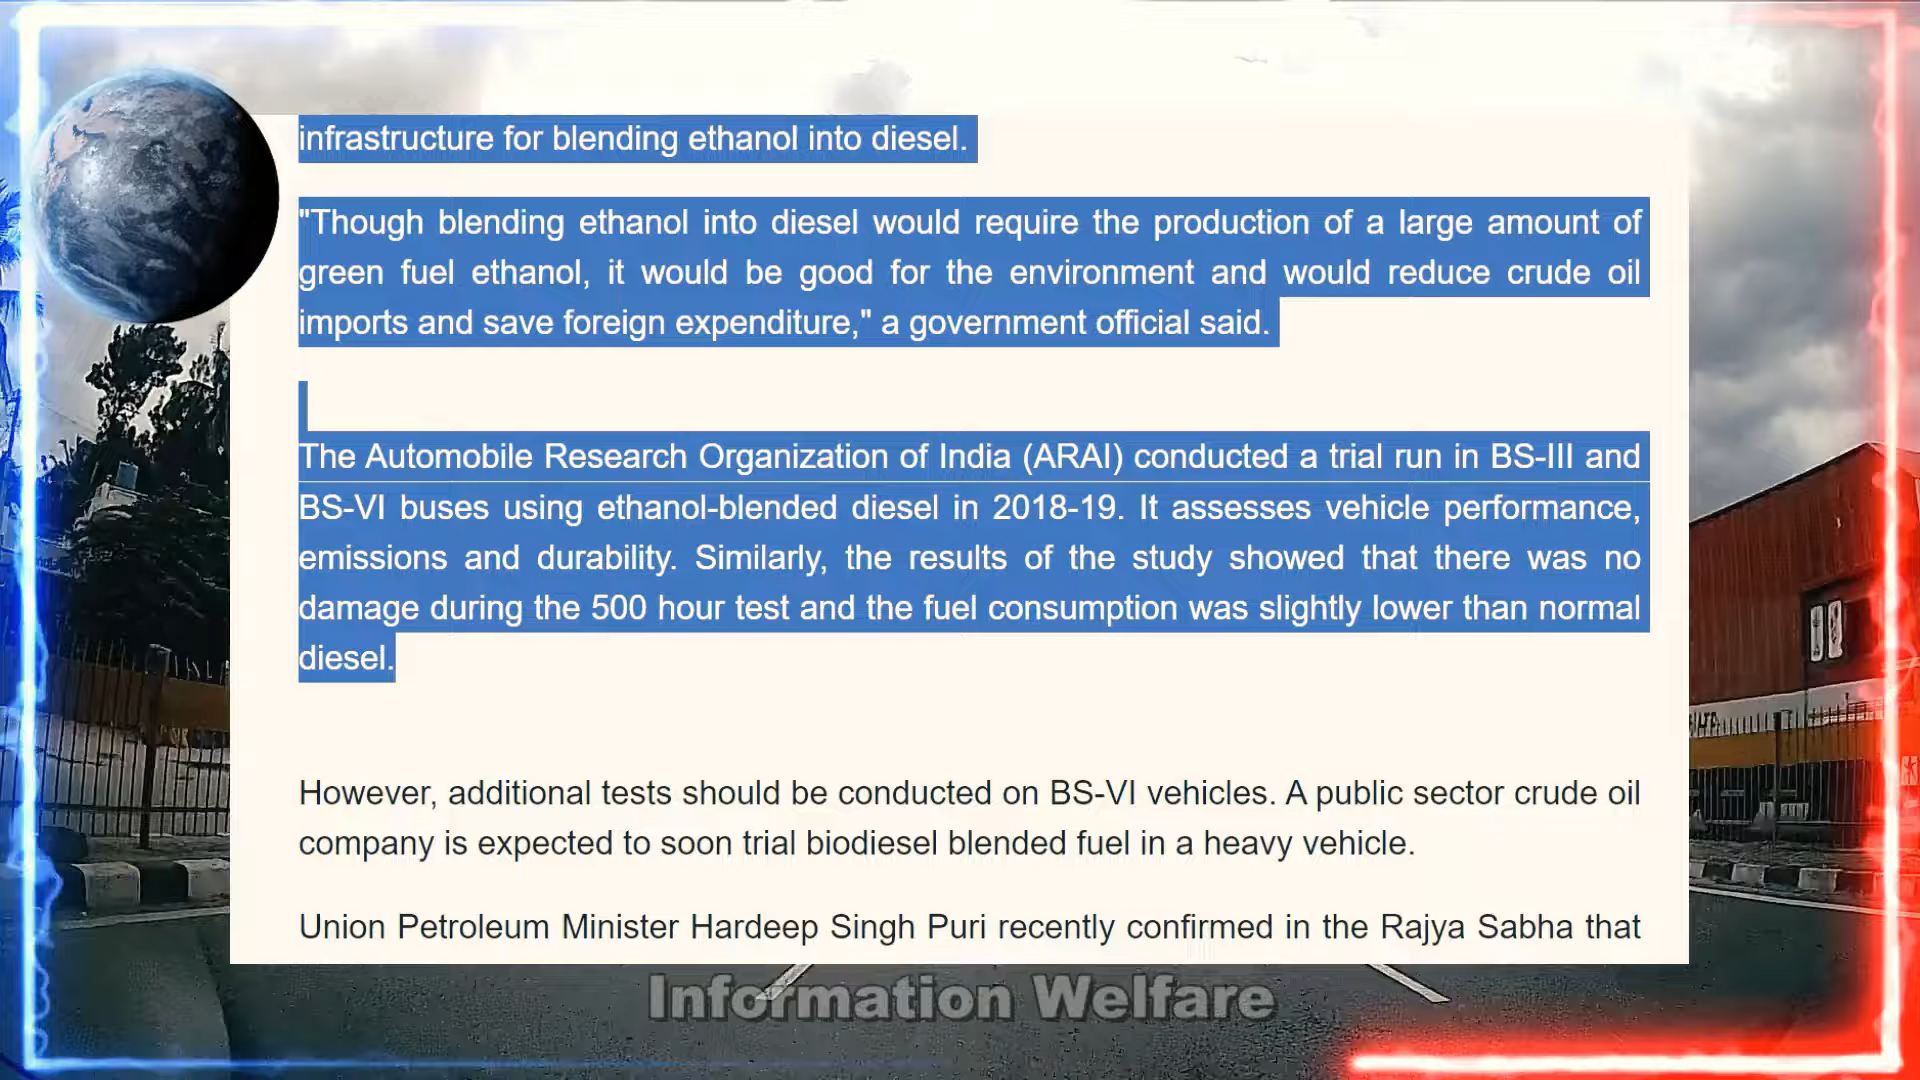 infrastructure for blending ethanol into diesel.
"Though blending ethanol into diesel would require the production of a large amount of
green fuel ethanol, it would be good for the environment and would reduce crude oil
imports and save foreign expenditure," a government official said.
The Automobile Research Organization of India (ARAI) conducted a trial run in BS-III and
BS-VI buses using ethanol-blended diesel in 2018-19. It assesses vehicle performance,
emissions and durability. Similarly, the results of the study showed that there was no
damage during the 500 hour test and the fuel consumption was slightly lower than normal
diesel.
However, additional tests should be conducted on BS-VI vehicles. A public sector crude oil
company is expected to soon trial biodiesel blended fuel in a heavy vehicle.
Union Petroleum Minister Hardeep Singh Puri recently confirmed in the Rajya Sabha that
Information Welfare